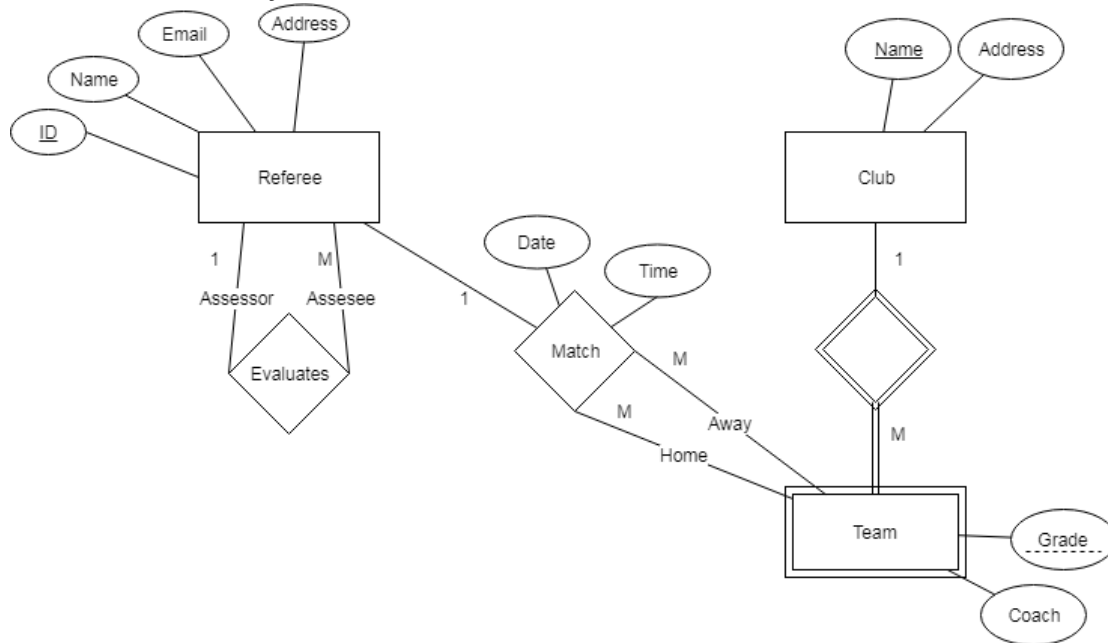 Address
Email
Name
ID
Name
Address
Referee
Club
Date
Time
1
M
1
1
Assessor
Assesee
Match
M
Evaluates
M
Away
Home
M
Team
Grade
Coach